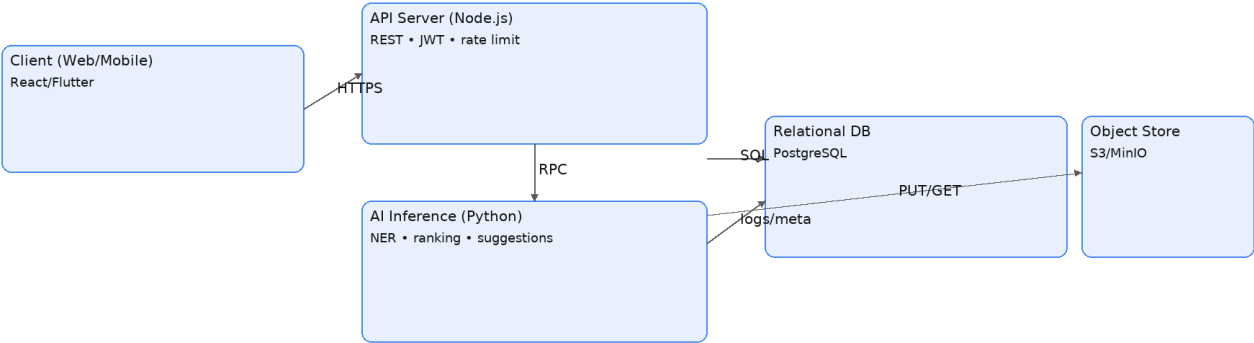 Client (Web/Mobile)
React/Flutter
HTTPS
API Server (Node.js)
REST • JWT • rate limit
RPC
AI Inference (Python)
NER • ranking • suggestions
SQL
logs/meta
PUT/GET
Relational DB
PostgreSQL
Object Store
S3/MinIO